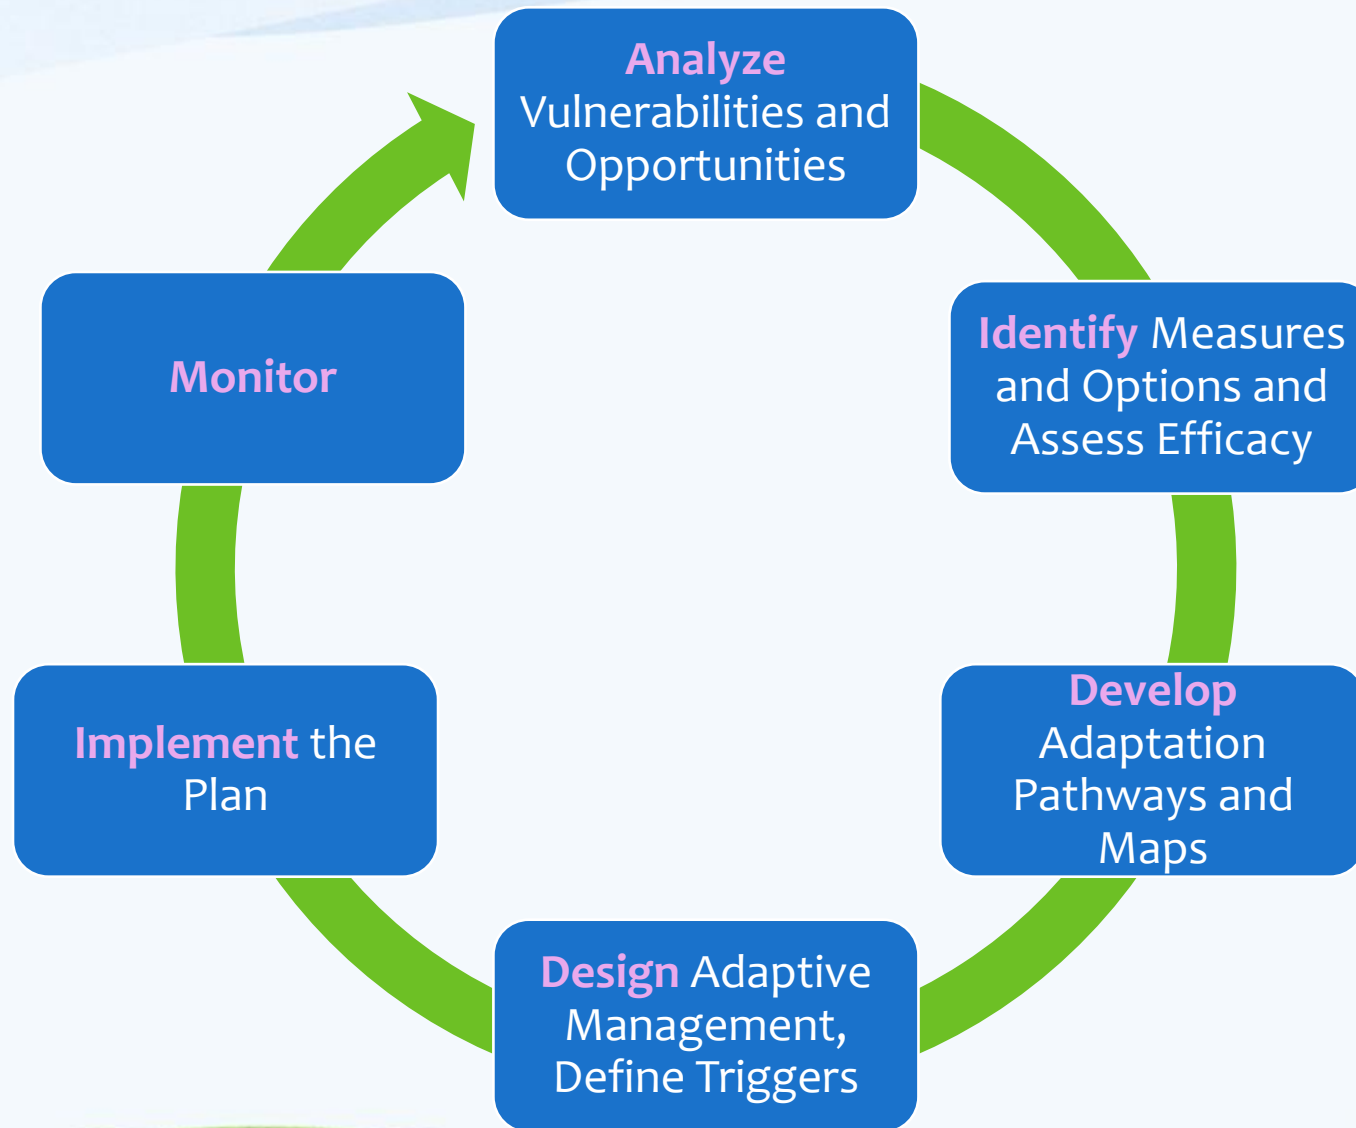 Analyze
Vulnerabilities and
Opportunities
Identify Measures
and Options and
Assess Efficacy
Develop
Adaptation
Pathways and
Maps
Design Adaptive
Management,
Define Triggers
Implement the
Plan
Monitor